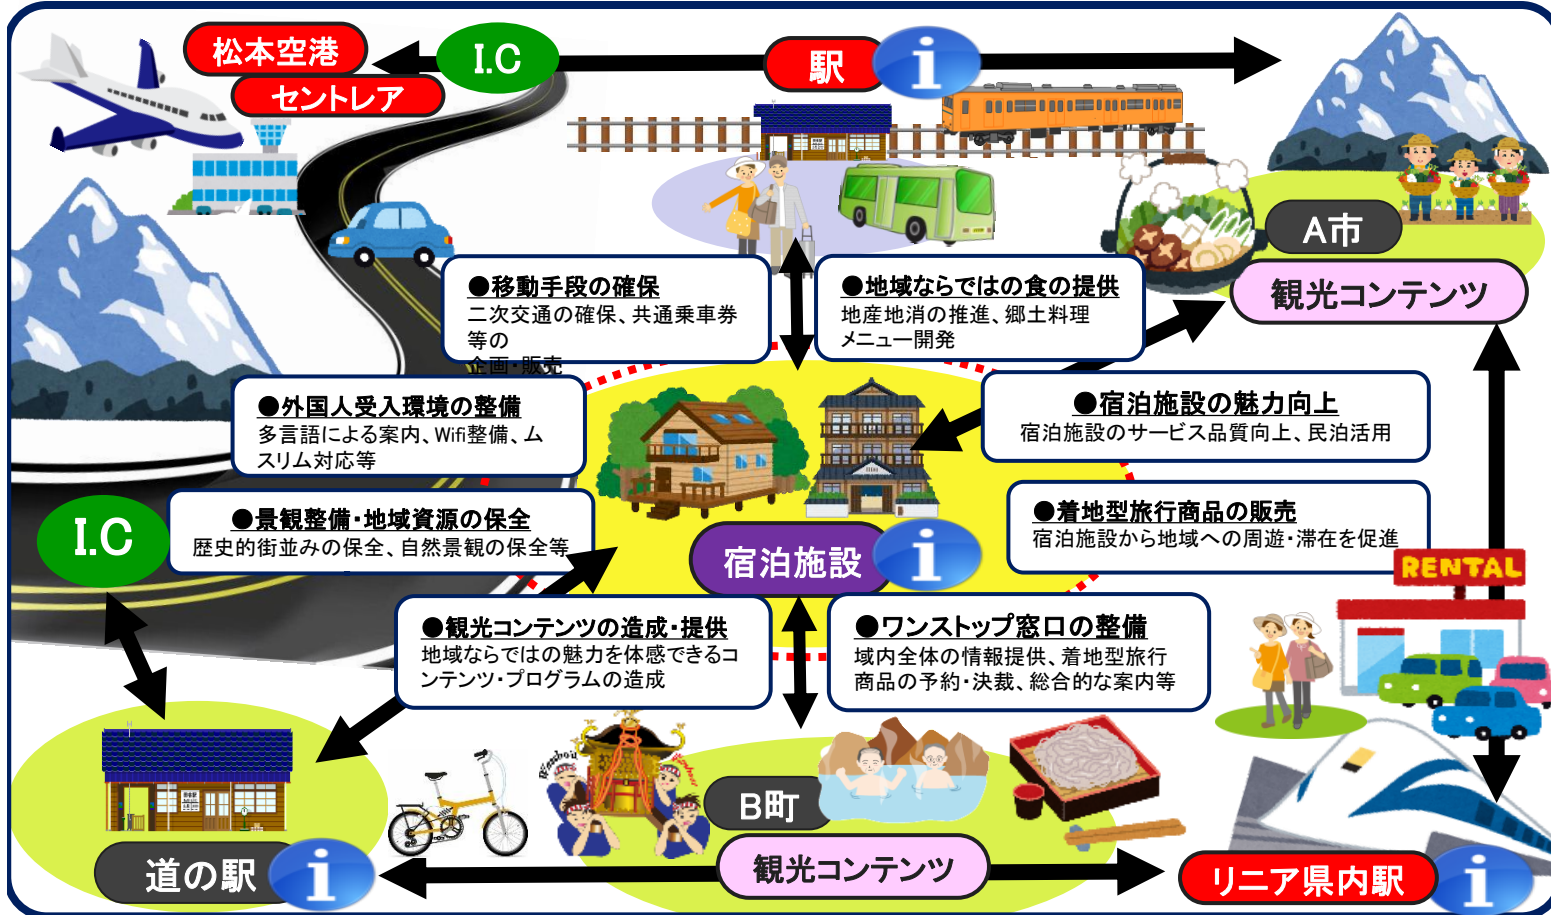 松本空港
セントレア
I.C
駅
i
A市
観光コンテンツ
●移動手段の確保
二次交通の確保、共通乗車券
等の
企画・販売
●地域ならではの食の提供
地産地消の推進、郷土料理
メニュー開発
●外国人受入環境の整備
多言語による案内、Wifi整備、ム
スリム対応等
●宿泊施設の魅力向上
宿泊施設のサービス品質向上、民泊活用
I.C
●景観整備・地域資源の保全
歴史的街並みの保全、自然景観の保全等
●着地型旅行商品の販売
宿泊施設から地域への周遊・滞在を促進
宿泊施設
i
RENTAL
●観光コンテンツの造成・提供
地域ならではの魅力を体感できるコ
ンテンツ・プログラムの造成
●ワンストップ窓口の整備
域内全体の情報提供、着地型旅行
商品の予約・決裁、総合的な案内等
B町
観光コンテンツ
道の駅
i
リニア県内駅
i